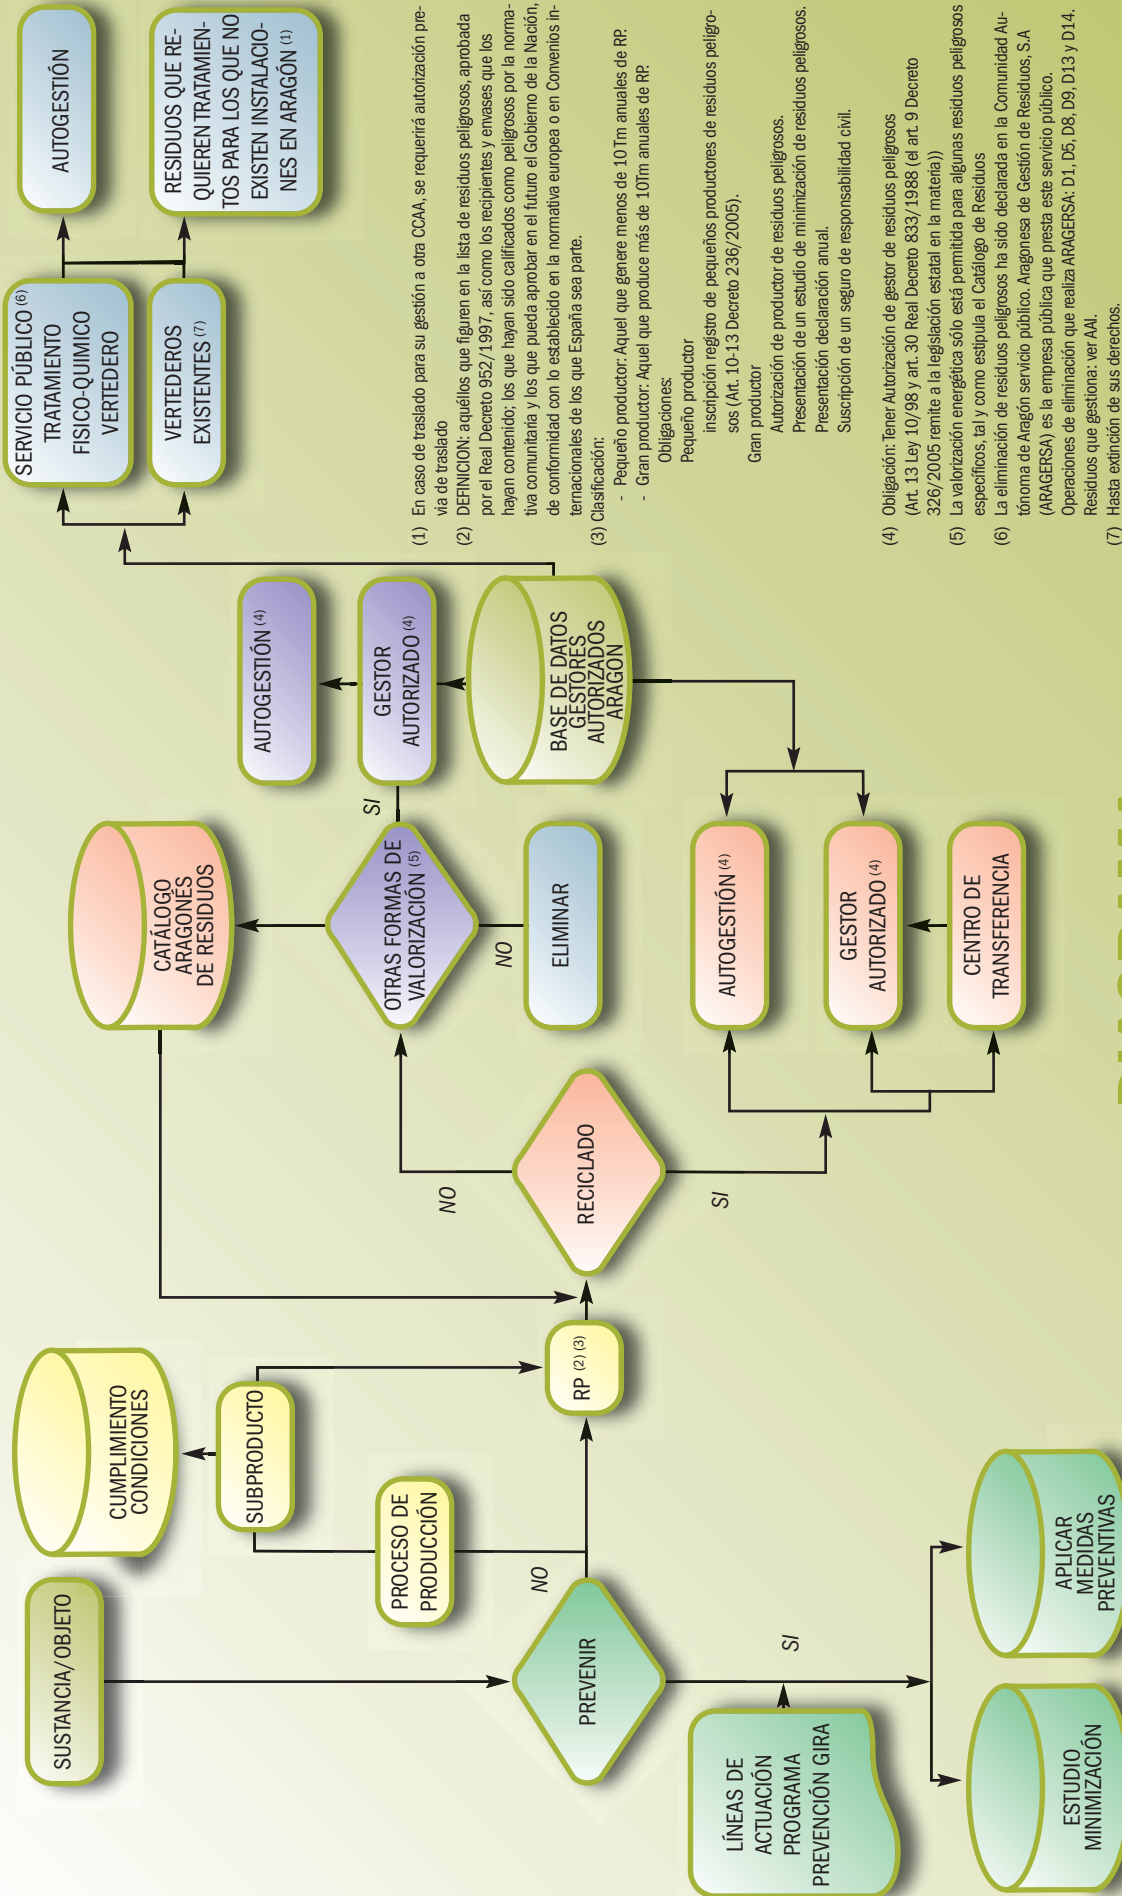 SUSTANCIA/OBJETO
CUMPLIMIENTO
CONDICIONES
SUBPRODUCTO
PROCESO DE
PRODUCCIÓN
NO
PREVENIR
SI
LÍNEAS DE
ACTUACIÓN
PROGRAMA
PREVENCIÓN GIRA
ESTUDIO
MINIMIZACIÓN
APLICAR
MEDIDAS
PREVENTIVAS
RP (2) (3)
RECICLADO
NO
SI
CATÁLOGO
ARAGONÉS
DE RESIDUOS
OTRAS FORMAS DE
VALORIZACIÓN (5)
SI
NO
ELIMINAR
AUTOGESTIÓN (4)
GESTOR
AUTORIZADO (4)
CENTRO DE
TRANSFERENCIA
AUTOGESTIÓN (4)
GESTOR
AUTORIZADO (4)
BASE DE DATOS
GESTORES
AUTORIZADOS
ARAGON
SERVICIO PÚBLICO (6)
TRATAMIENTO
FISICO-QUIMICO
VERTEDERO
VERTEDEROS
EXISTENTES (7)
AUTOGESTIÓN
RESIDUOS QUE RE-
QUIEREN TRATAMIEN-
TOS PARA LOS QUE NO
EXISTEN INSTALACIO-
NES EN ARAGÓN (1)
(1) En caso de traslado para su gestión a otra CCAA, se requerirá autorización pre-
via de traslado
(2) DEFINICION: aquéllos que figuren en la lista de residuos peligrosos, aprobada
por el Real Decreto 952/1997, así como los recipientes y envases que los
hayan contenido; los que hayan sido calificados como peligrosos por la norma-
tiva comunitaria y los que pueda aprobar en el futuro el Gobierno de la Nación,
de conformidad con lo establecido en la normativa europea o en Convenios in-
ternacionales de los que España sea parte.
(3) Clasificación:
- Pequeño productor: Aquel que genere menos de 10 Tm anuales de RP.
- Gran productor: Aquel que produce más de 10Tm anuales de RP.
Obligaciones:
Pequeño productor
inscripción registro de pequeños productores de residuos peligro-
sos (Art. 10-13 Decreto 236/2005).
Gran productor
Autorización de productor de residuos peligrosos.
Presentación de un estudio de minimización de residuos peligrosos.
Presentación declaración anual.
Suscripción de un seguro de responsabilidad civil.
(4) Obligación: Tener Autorización de gestor de residuos peligrosos
(Art. 13 Ley 10/98 y art. 30 Real Decreto 833/1988 (el art. 9 Decreto
326/2005 remite a la legislación estatal en la materia))
(5) La valorización energética sólo está permitida para algunas residuos peligrosos
específicos, tal y como estipula el Catálogo de Residuos
(6) La eliminación de residuos peligrosos ha sido declarada en la Comunidad Au-
tónoma de Aragón servicio público. Aragonesa de Gestión de Residuos, S.A
(ARAGERSA) es la empresa pública que presta este servicio público.
Operaciones de eliminación que realiza ARAGERSA: D1, D5, D8, D9, D13 y D14.
Residuos que gestiona: ver AAI.
(7) Hasta extinción de sus derechos.